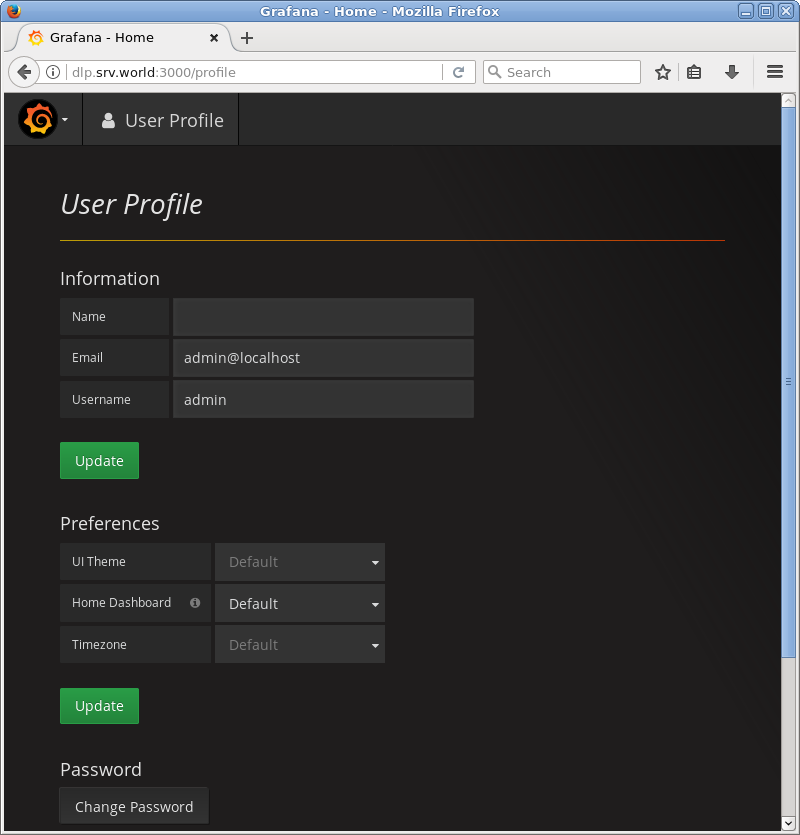 Grafana - Home - Mozilla Firefox
Grafana - Home
dlp.srv.world:3000/profile
Search
User Profile
User Profile
Information
Name
Email admin@localhost
Username admin
Update
Preferences
UI Theme Default
Home Dashboard Default
Timezone Default
Update
Password
Change Password